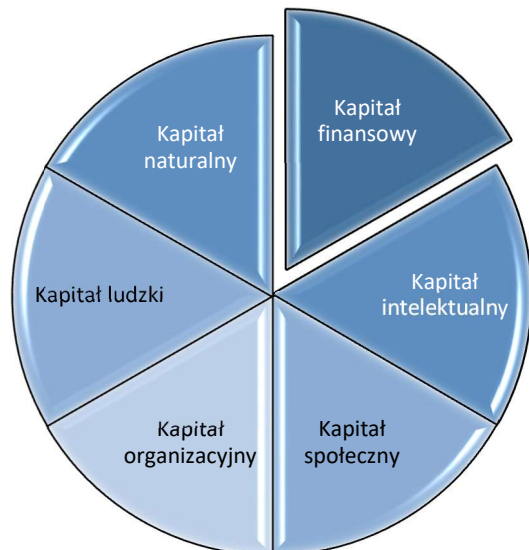 Kapitał
finansowy
Kapitał
intelektualny
Kapitał
społeczny
Kapitał
organizacyjny
Kapitał ludzki
Kapitał
naturalny